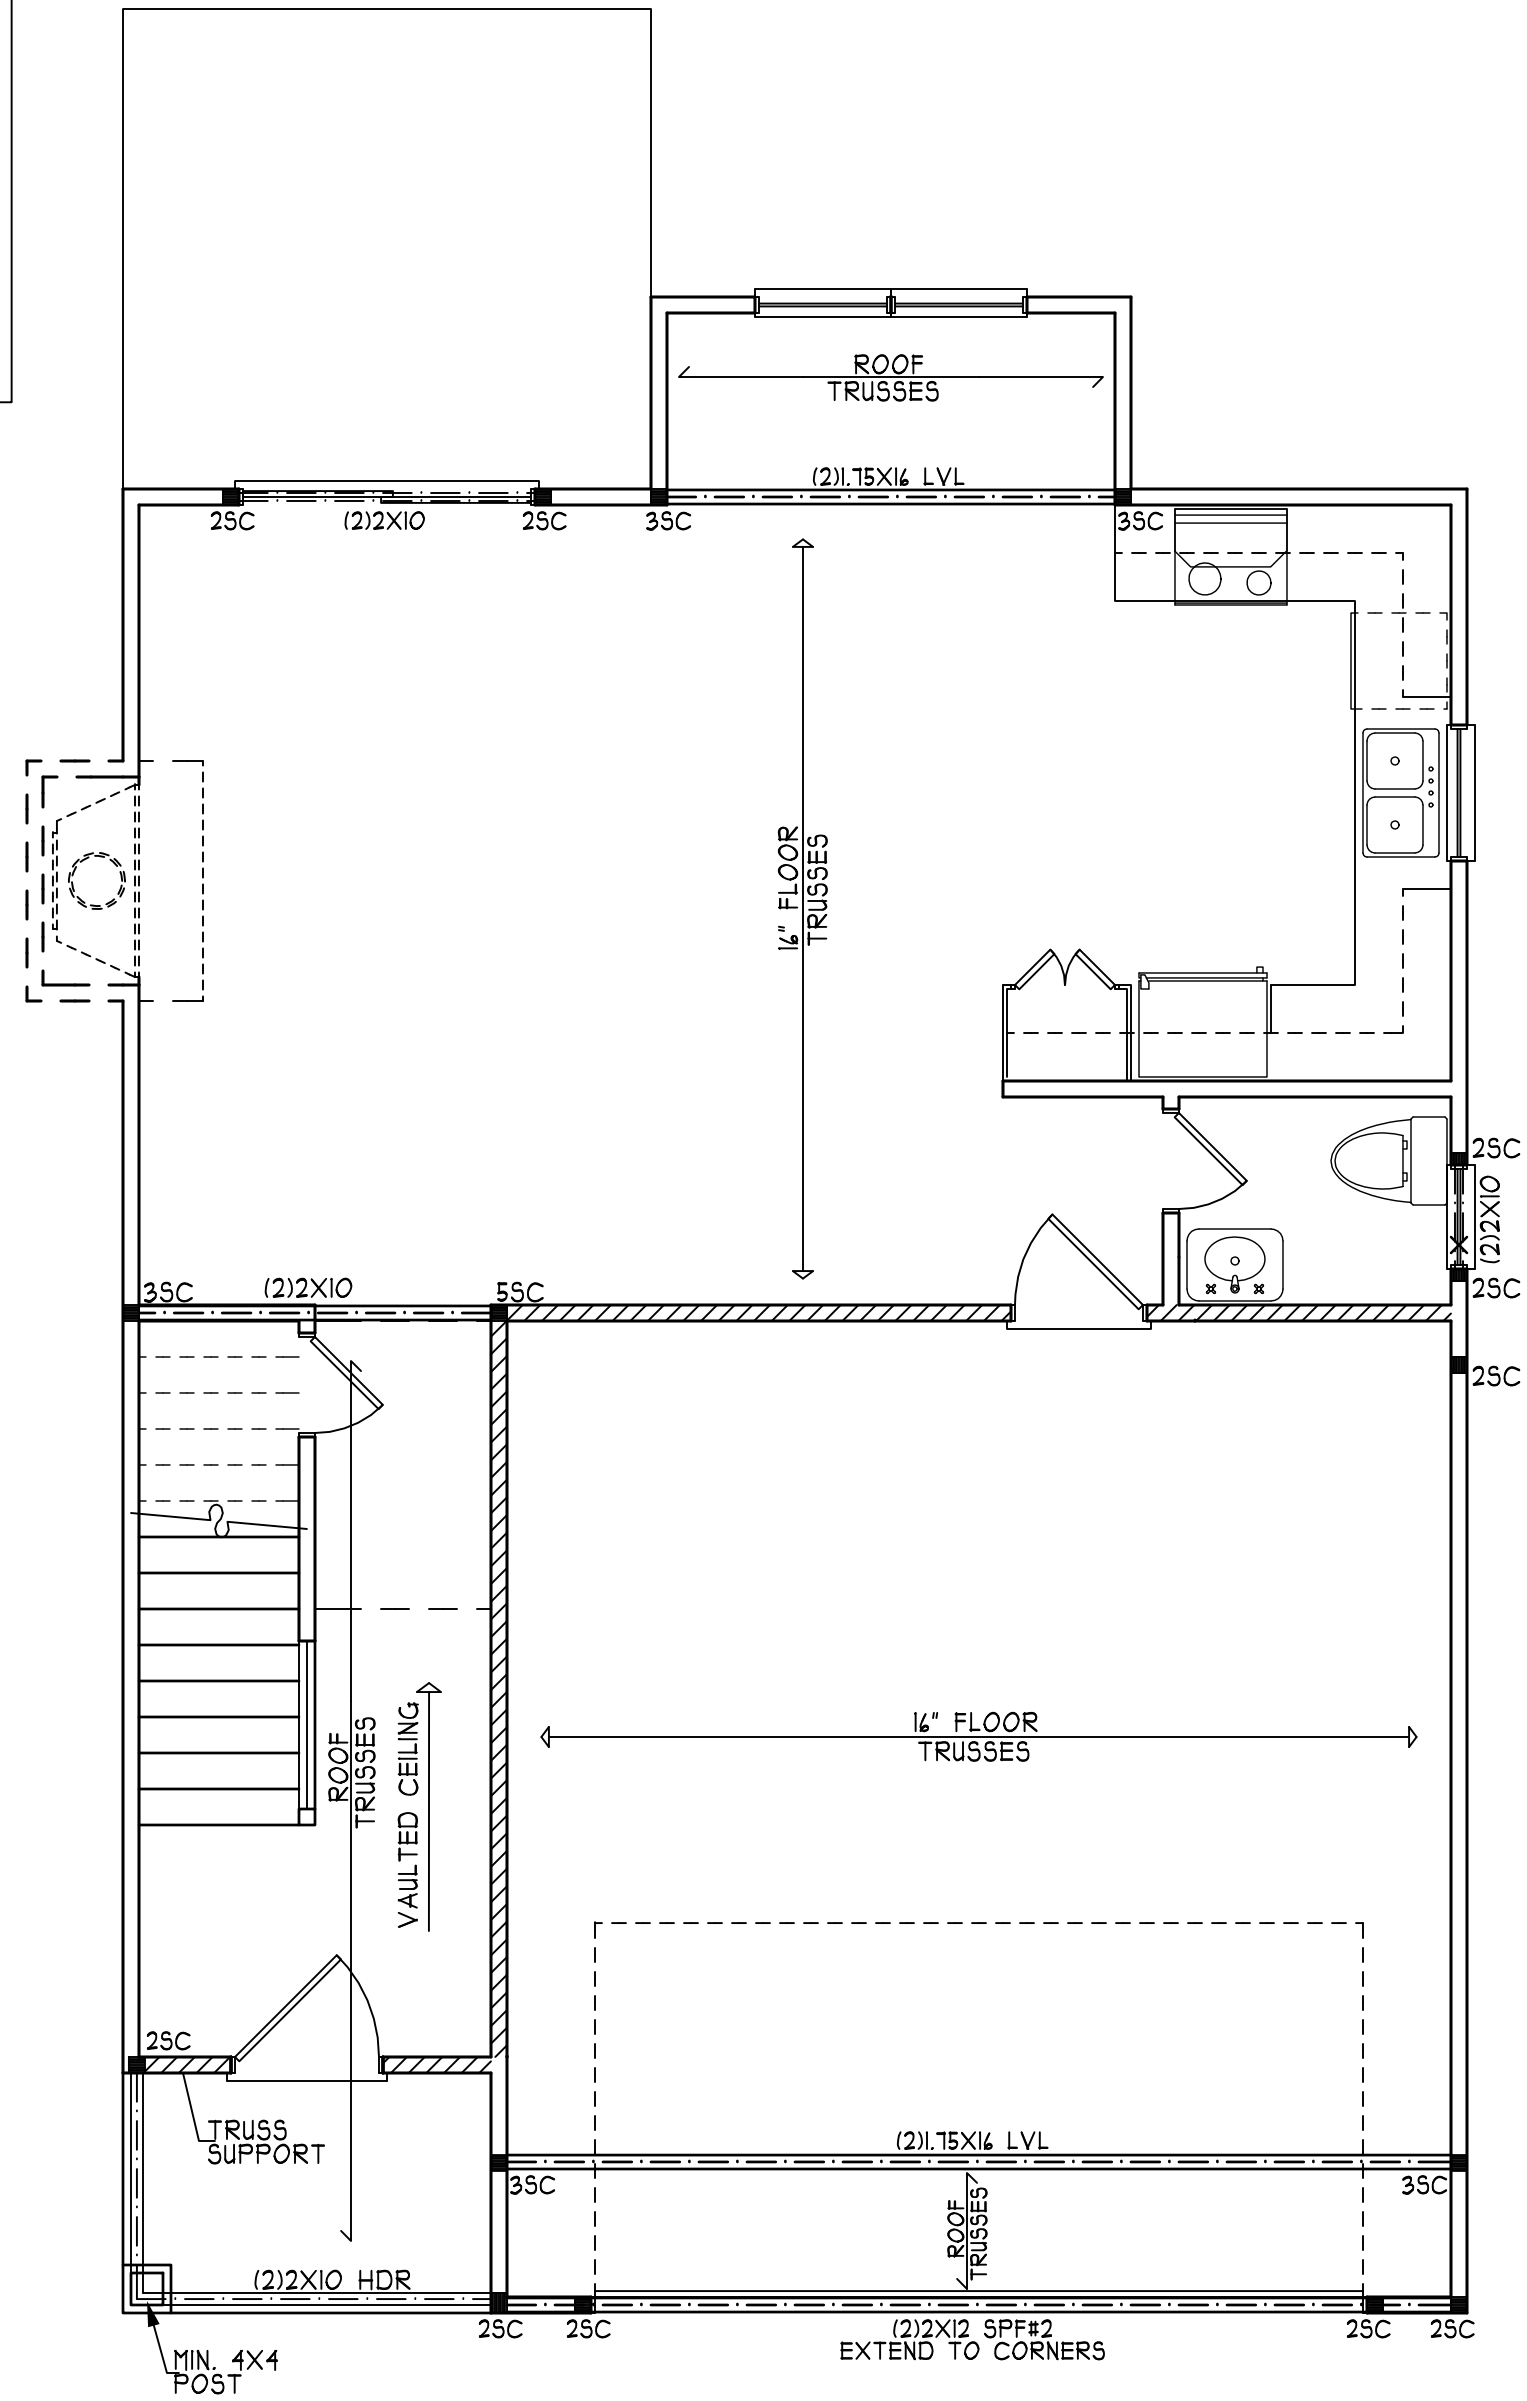 ROOF
TRUSSES
(2)1.75X16 LVL
2SC
(2)2X10
2SC
3SC
3SC
16" FLOOR
TRUSSES
2SC
(2)2X10
2SC
3SC
(2)2X10
5SC
2SC
16" FLOOR
TRUSSES
ROOF
TRUSSES
VAULTED CEILING
2SC
TRUSS
SUPPORT
(2)1.75X16 LVL
3SC
3SC
ROOF
TRUSSES
(2)2X10 HDR
2SC
2SC
(2)2X12 SPF#2
EXTEND TO CORNERS
2SC
2SC
MIN. 4X4
POST